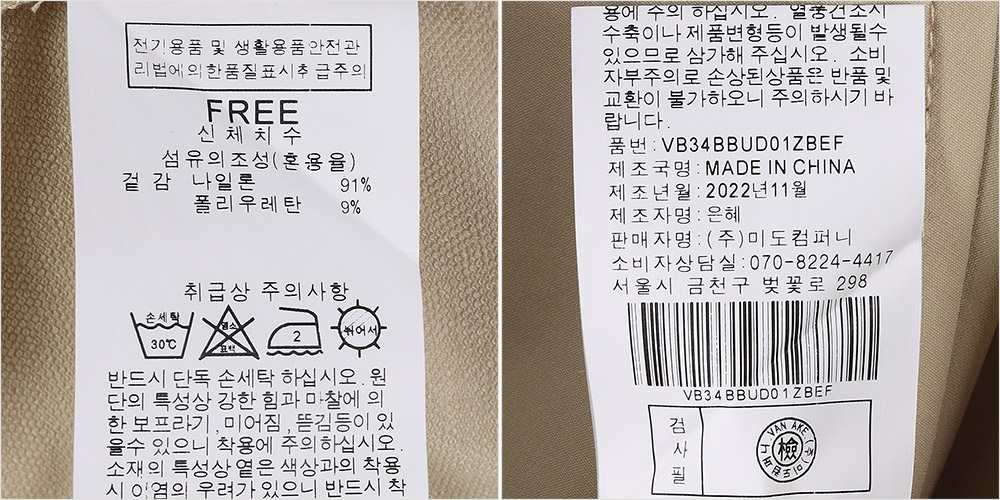 전기용품 및 생활용품안전관
리법에의한품질표시추급주의
FREE
신체치수
섬유의조성(혼용율)
겉감 나일론 91%
폴리우레탄 9%
취급상 주의사항
손세탁
30℃
염소
표백
2
뉘어서
반드시 단독 손세탁 하십시오. 원
단의 특성상 강한 힘과 마찰에 의
한 보프라기, 미어짐, 뜯김등이 있
을수 있으니 착용에 주의하십시오.
소재의 특성상 옅은 색상과의 착용
시 이염의 우려가 있으니 반드시 착
용에 주의 하십시오. 열풍건조시
수축이나 제품변형등이 발생될수
있으므로 삼가해 주십시오. 소비
자부주의로 손상된상품은 반품 및
교환이 불가하오니 주의하시기 바
랍니다.
품번:VB34BBUD01ZBEF
제조국명:MADE IN CHINA
제조년월:2022년11월
제조자명:은혜
판매자명:(주)미도컴퍼니
소비자상담실:070-8224-4417
서울시 금천구 벚꽃로 298
VB34BBUD01ZBEF
검
사
필
VAN AKE
檢